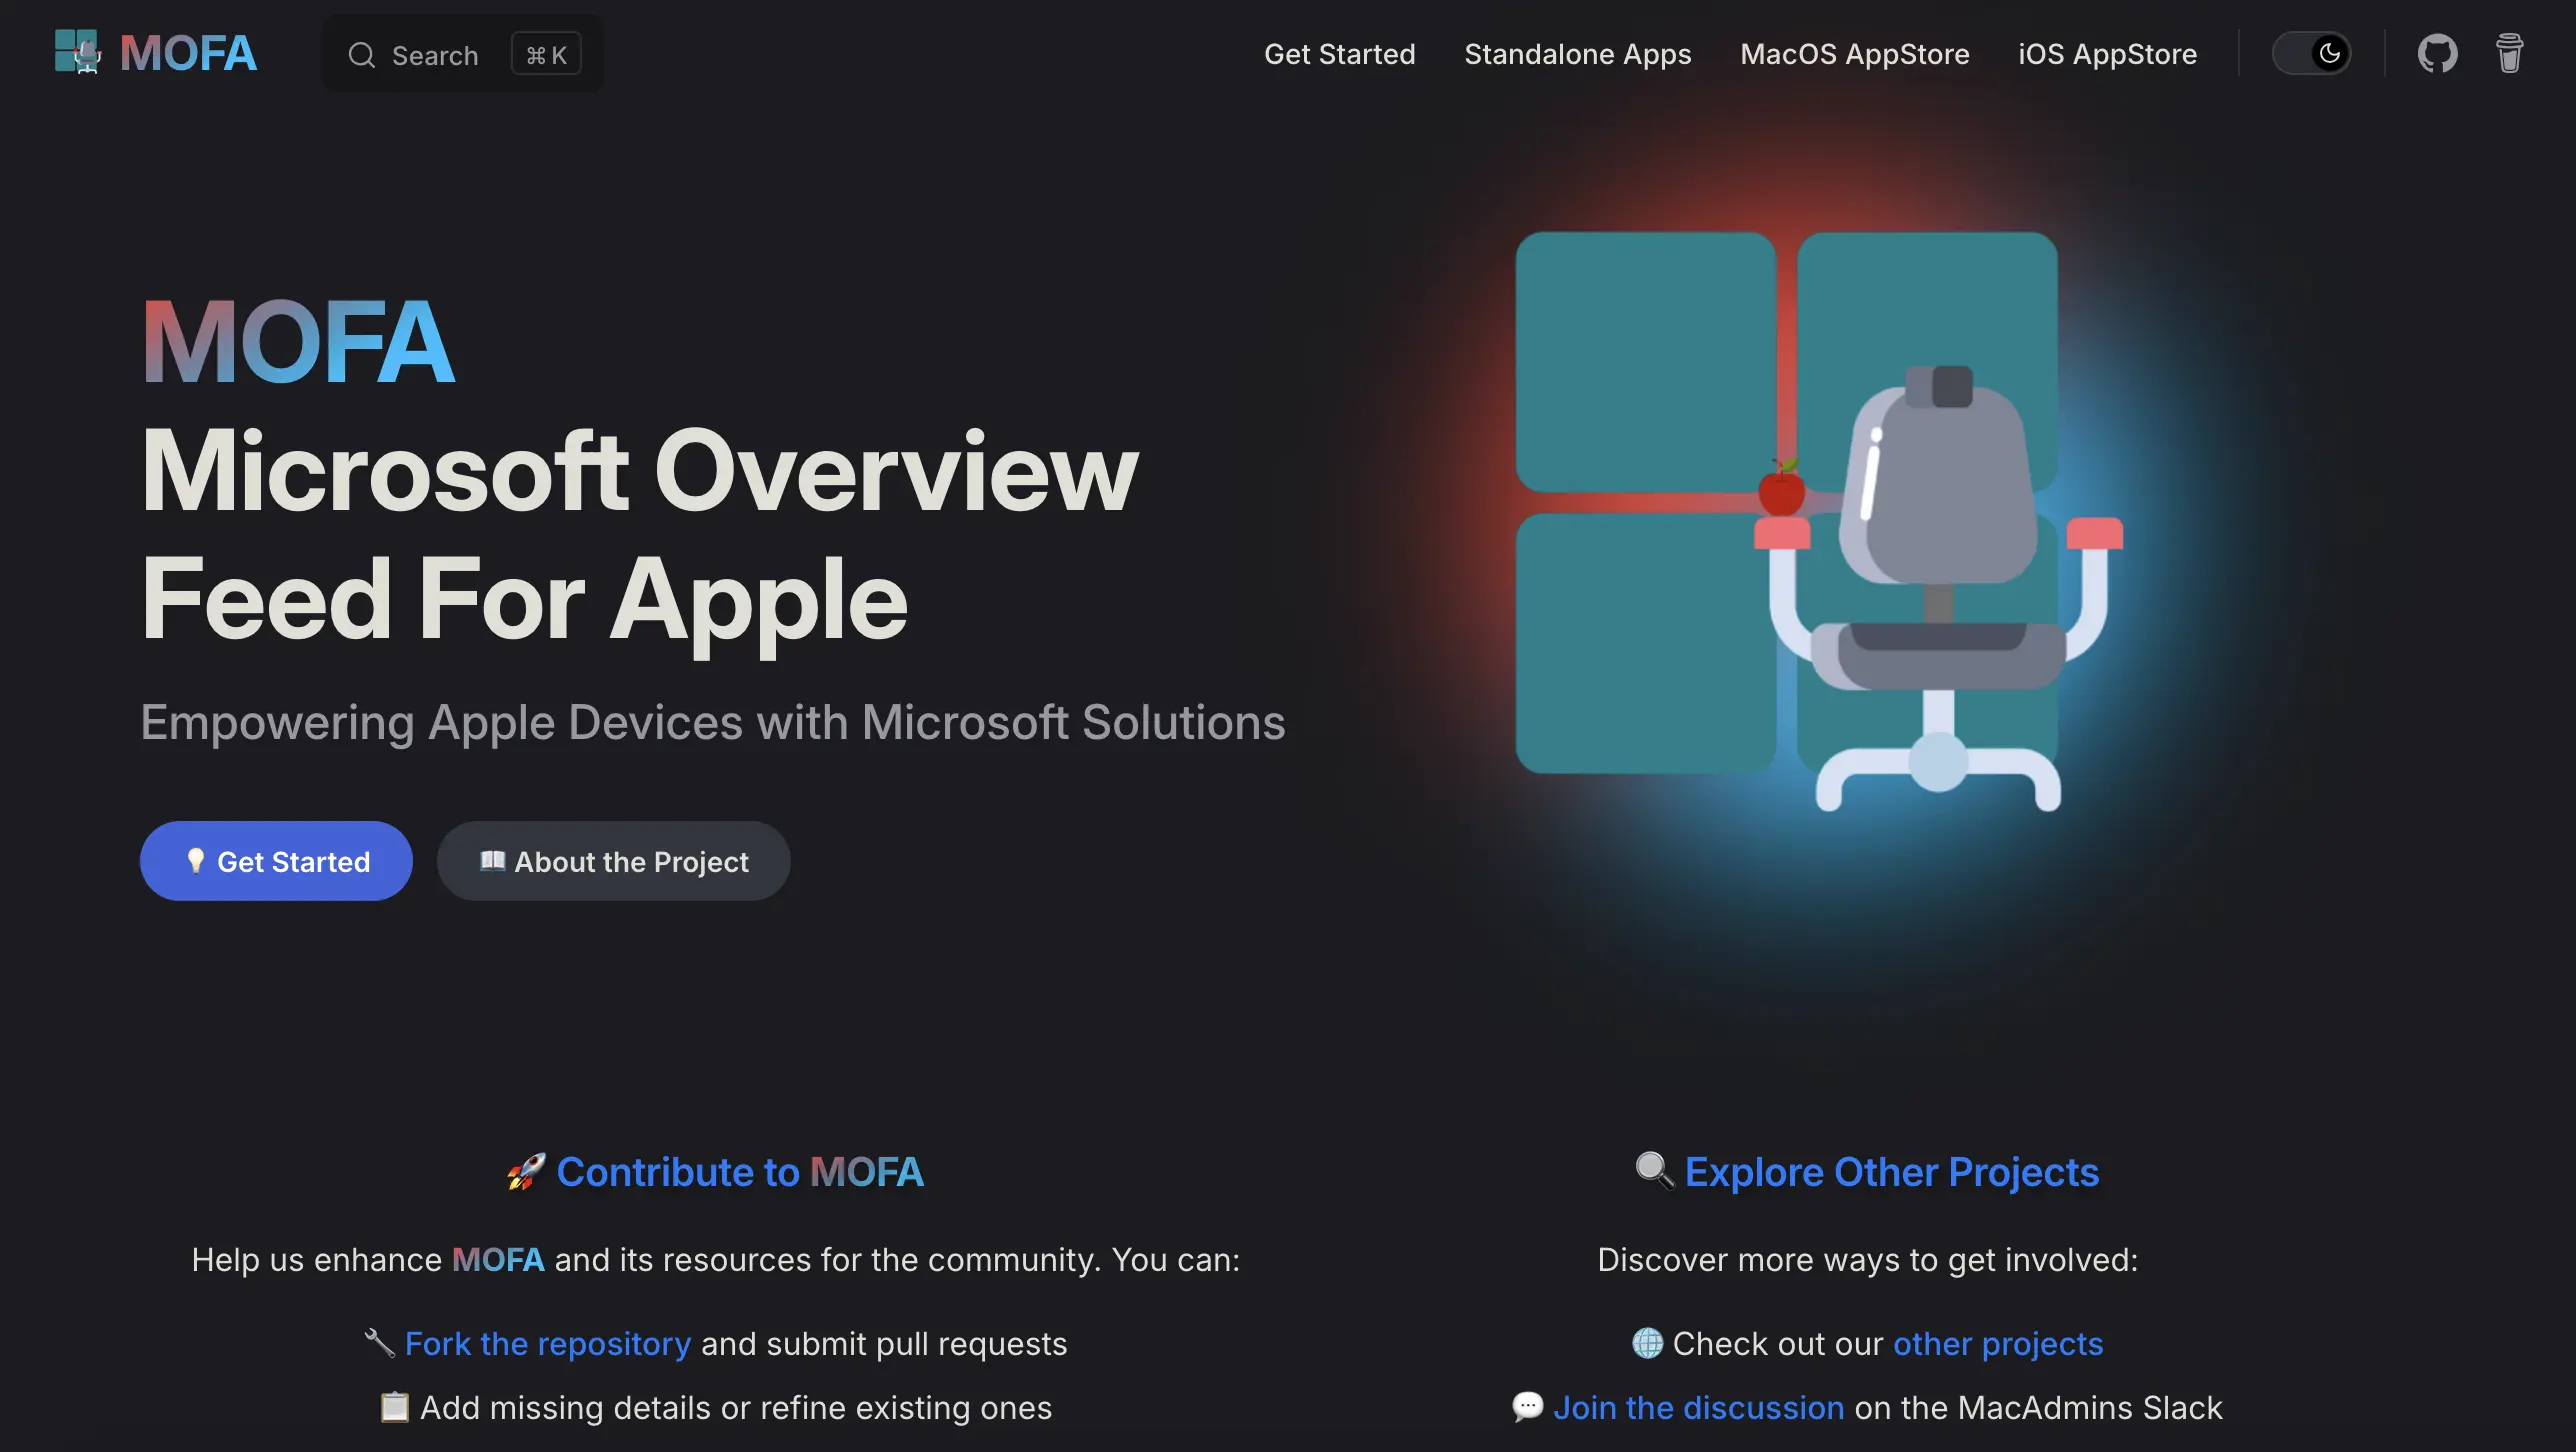 MOFA
Search ⌘ K
Get Started
Standalone Apps
MacOS AppStore
iOS AppStore
MOFA
Microsoft Overview
Feed For Apple
Empowering Apple Devices with Microsoft Solutions
💡 Get Started
📖 About the Project
🚀 Contribute to MOFA
Help us enhance MOFA and its resources for the community. You can:
🔧 Fork the repository and submit pull requests
📋 Add missing details or refine existing ones
🔍 Explore Other Projects
Discover more ways to get involved:
🌐 Check out our other projects
💬 Join the discussion on the MacAdmins Slack